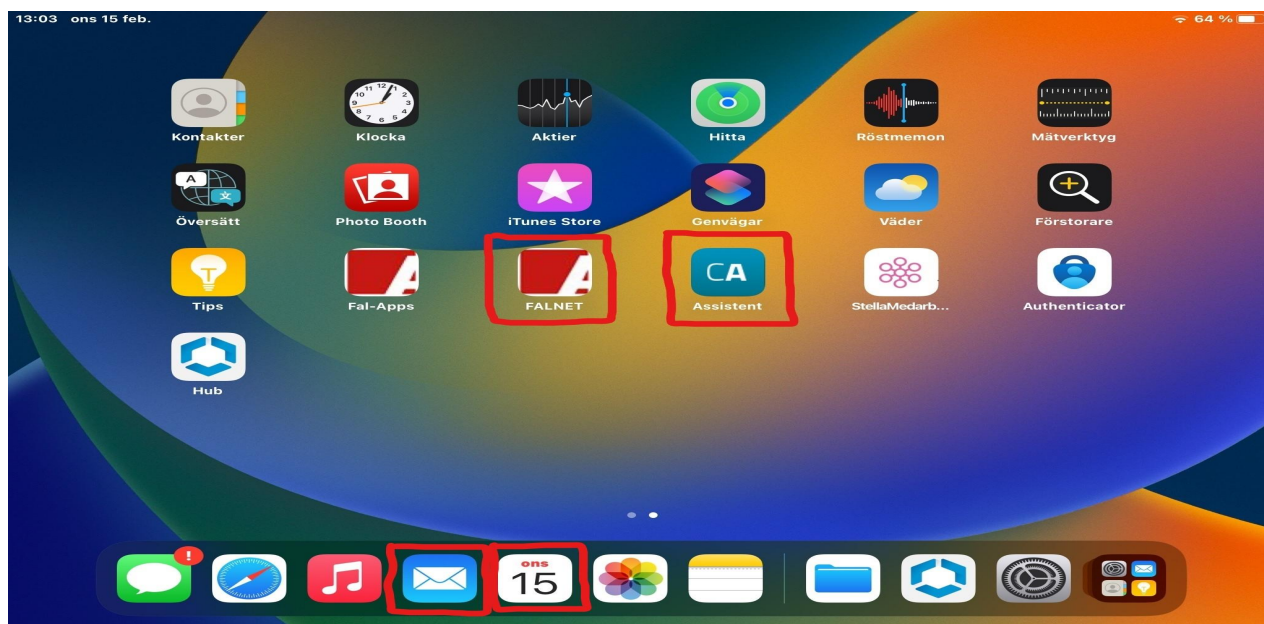 13:03 ons 15 feb.
64 %
Kontakter
Klocka
Aktier
Hitta
Röstmemon
Mätverktyg
Översätt
Photo Booth
iTunes Store
Genvägar
Väder
Förstorare
CA
Tips
Fal-Apps
FALNET
Assistent
StellaMedarb...
Authenticator
Hub
!
ons
15